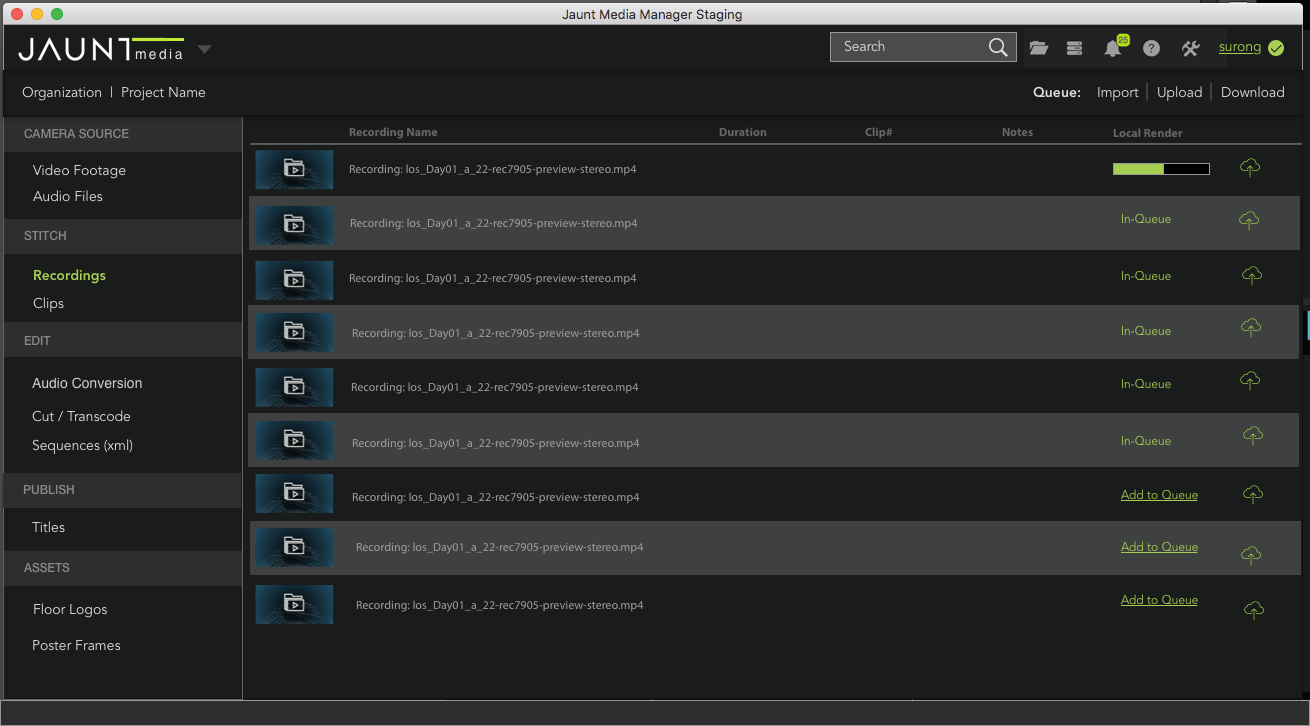 Jaunt Media Manager Staging
JAUNT media
Search
25
?
surong
Organization | Project Name
Queue: Import | Upload | Download
CAMERA SOURCE
Video Footage
Audio Files
STITCH
Recordings
Clips
EDIT
Audio Conversion
Cut / Transcode
Sequences (xml)
PUBLISH
Titles
ASSETS
Floor Logos
Poster Frames
Recording Name Duration Clip# Notes Local Render
Recording: los_Day01_a_22-rec7905-preview-stereo.mp4
Recording: los_Day01_a_22-rec7905-preview-stereo.mp4 In-Queue
Recording: los_Day01_a_22-rec7905-preview-stereo.mp4 In-Queue
Recording: los_Day01_a_22-rec7905-preview-stereo.mp4 In-Queue
Recording: los_Day01_a_22-rec7905-preview-stereo.mp4 In-Queue
Recording: los_Day01_a_22-rec7905-preview-stereo.mp4 In-Queue
Recording: los_Day01_a_22-rec7905-preview-stereo.mp4 Add to Queue
Recording: los_Day01_a_22-rec7905-preview-stereo.mp4 Add to Queue
Recording: los_Day01_a_22-rec7905-preview-stereo.mp4 Add to Queue